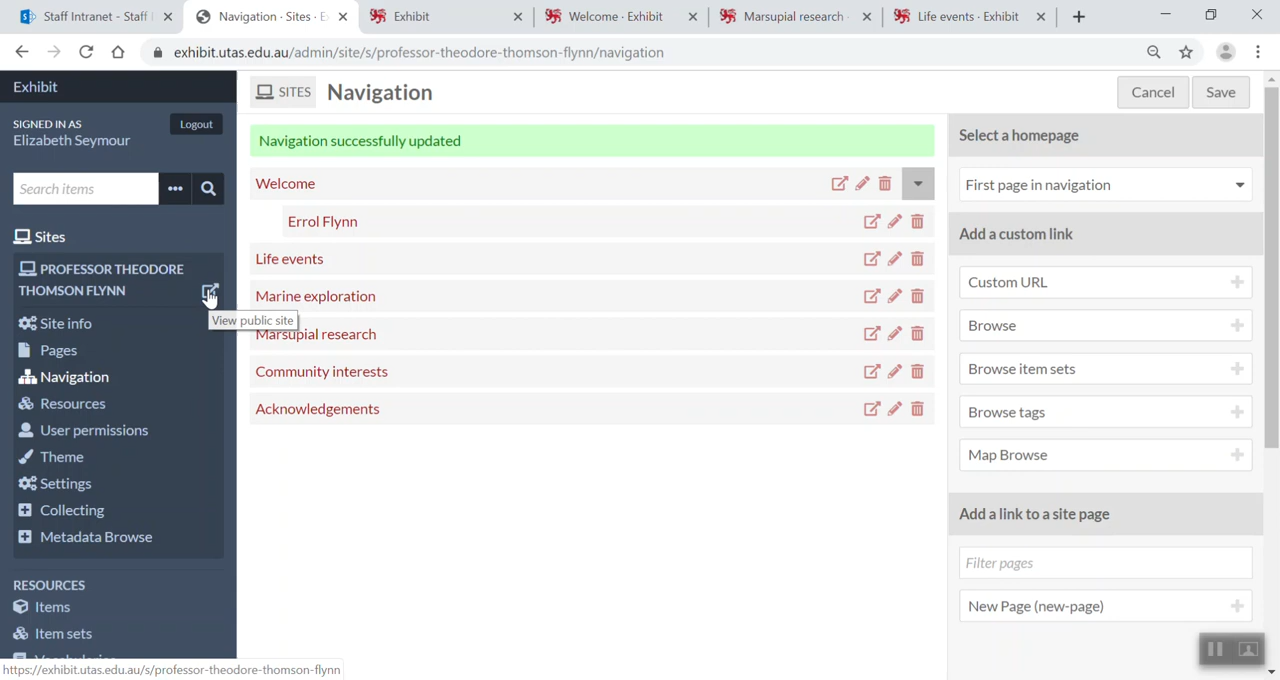 Staff Intranet - Staff
Navigation · Sites · E
Exhibit
Welcome · Exhibit
Marsupial research
Life events · Exhibit
exhibit.utas.edu.au/admin/site/s/professor-theodore-thomson-flynn/navigation
Exhibit
SIGNED IN AS
Elizabeth Seymour
Logout
Search items
Sites
PROFESSOR THEODORE
THOMSON FLYNN
Site info
Pages
Navigation
Resources
User permissions
Theme
Settings
Collecting
Metadata Browse
RESOURCES
Items
Item sets
Vocabularies
https://exhibit.utas.edu.au/s/professor-theodore-thomson-flynn
View public site
SITES
Navigation
Cancel
Save
Navigation successfully updated
Welcome
Errol Flynn
Life events
Marine exploration
Marsupial research
Community interests
Acknowledgements
Select a homepage
First page in navigation
Add a custom link
Custom URL
Browse
Browse item sets
Browse tags
Map Browse
Add a link to a site page
Filter pages
New Page (new-page)